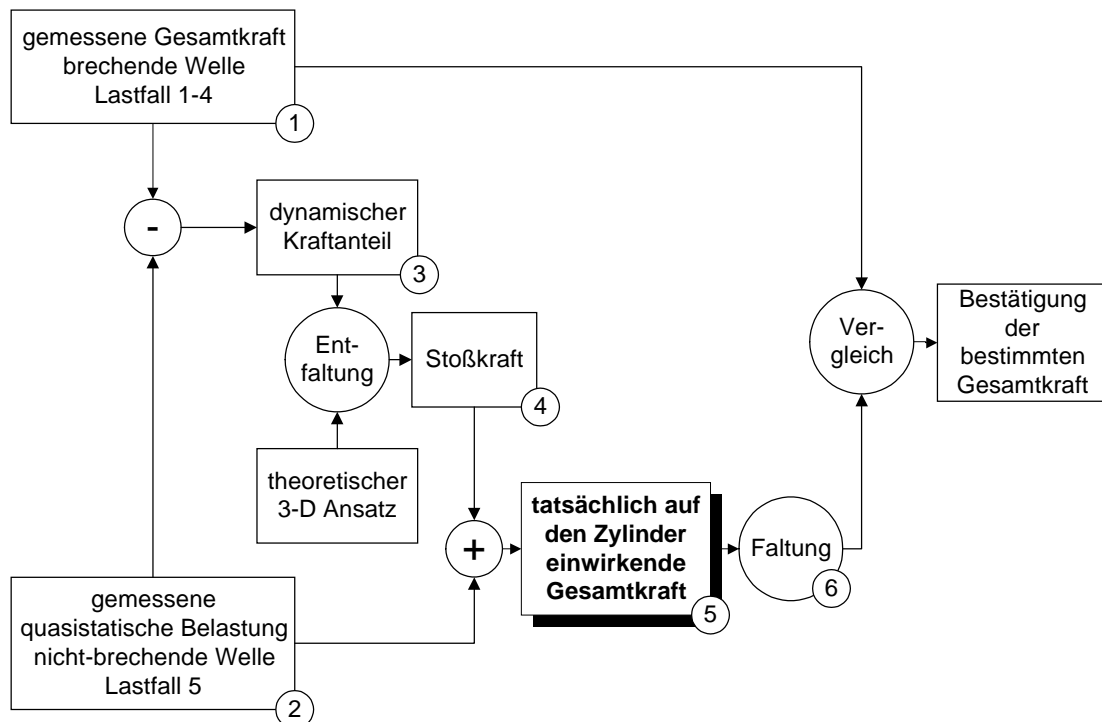 gemessene Gesamtkraft
brechende Welle
Lastfall 1-4
1
-
dynamischer
Kraftanteil
3
Ent-
faltung
Stoßkraft
4
theoretischer
3-D Ansatz
gemessene
quasistatische Belastung
nicht-brechende Welle
Lastfall 5
2
+
tatsächlich auf
den Zylinder
einwirkende
Gesamtkraft
5
Faltung
6
Ver-
gleich
Bestätigung
der
bestimmten
Gesamtkraft